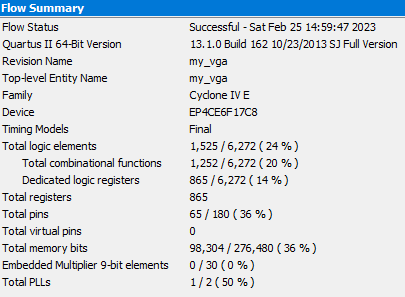 Flow Summary
Flow Status Successful - Sat Feb 25 14:59:47 2023
Quartus II 64-Bit Version 13.1.0 Build 162 10/23/2013 SJ Full Version
Revision Name my_vga
Top-level Entity Name my_vga
Family Cyclone IV E
Device EP4CE6F17C8
Timing Models Final
Total logic elements 1,525 / 6,272 ( 24 % )
Total combinational functions 1,252 / 6,272 ( 20 % )
Dedicated logic registers 865 / 6,272 ( 14 % )
Total registers 865
Total pins 65 / 180 ( 36 % )
Total virtual pins 0
Total memory bits 98,304 / 276,480 ( 36 % )
Embedded Multiplier 9-bit elements 0 / 30 ( 0 % )
Total PLLs 1 / 2 ( 50 % )